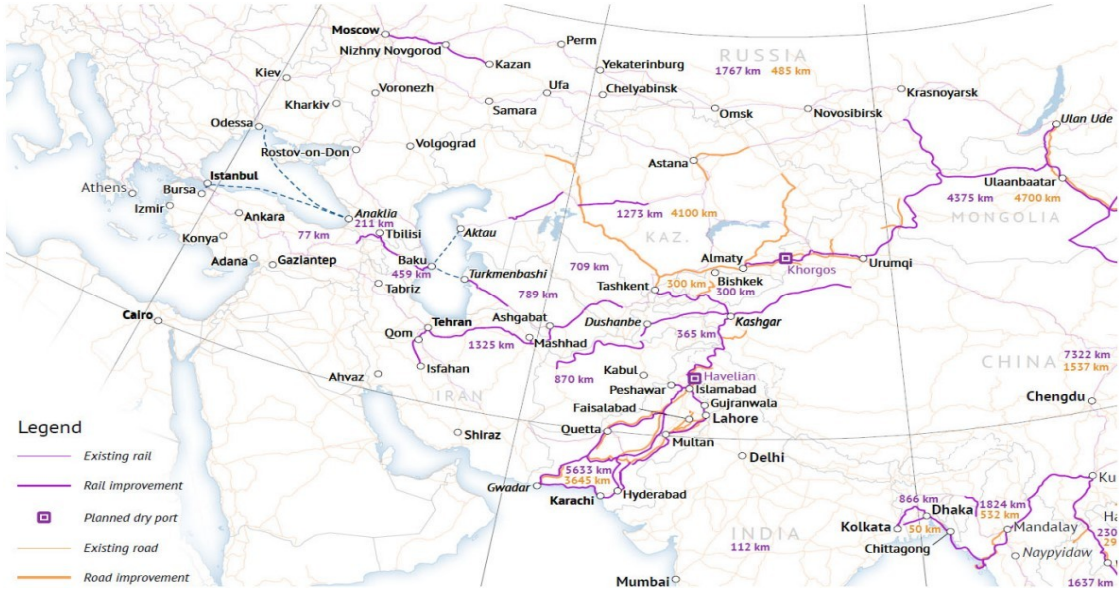 Moscow
Nizhny Novgorod
Kazan
Perm
RUSSIA
1767 km 485 km
Yekaterinburg
Kiev
Voronezh
Ufa
Chelyabinsk
Krasnoyarsk
Kharkiv
Samara
Omsk
Novosibirsk
Ulan Ude
Odessa
Rostov-on-Don
Volgograd
Astana
Istanbul
Athens
Bursa
Ulaanbaatar
4375 km 4700 km
MONGOLIA
Izmir
Ankara
Anaklia
211 km
77 km
Tbilisi
Aktau
1273 km 4100 km
KAZ.
Konya
Adana
Gaziantep
Baku
459 km
Turkmenbashi
709 km
Almaty
Khorgos
Urumqi
Tabriz
789 km
Tashkent
300 km
Bishkek
300 km
Cairo
Tehran
Ashgabat
Dushanbe
Kashgar
Qom
1325 km
Mashhad
365 km
Isfahan
870 km
Kabul
Havelian
CHINA
7322 km
1537 km
Ahvaz
IRAN
Peshawar
Islamabad
Gujranwala
Faisalabad
Lahore
Chengdu
Legend
Shiraz
Quetta
Multan
Delhi
Existing rail
Rail improvement
Planned dry port
Existing road
Road improvement
5633 km
3645 km
Gwadar
Karachi
Hyderabad
Ku
866 km
1824 km
Dhaka
532 km
Ha
Kolkata
50 km
Mandalay
230
29
INDIA
112 km
Chittagong
Naypyidaw
Mumbai
1637 km